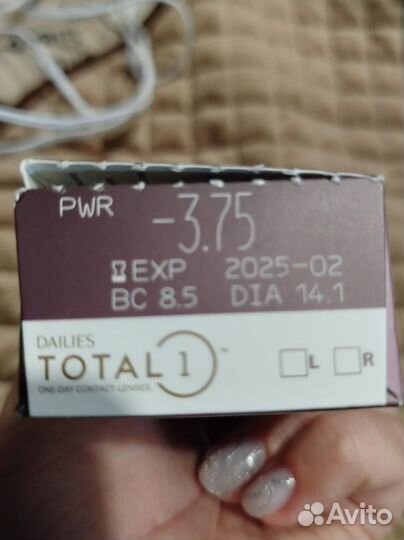 PWR -3.75
EXP 2025-02
BC 8.5 DIA 14.1
DAILIES
TOTAL 1™
ONE-DAY CONTACT LENSES
L R
Avito